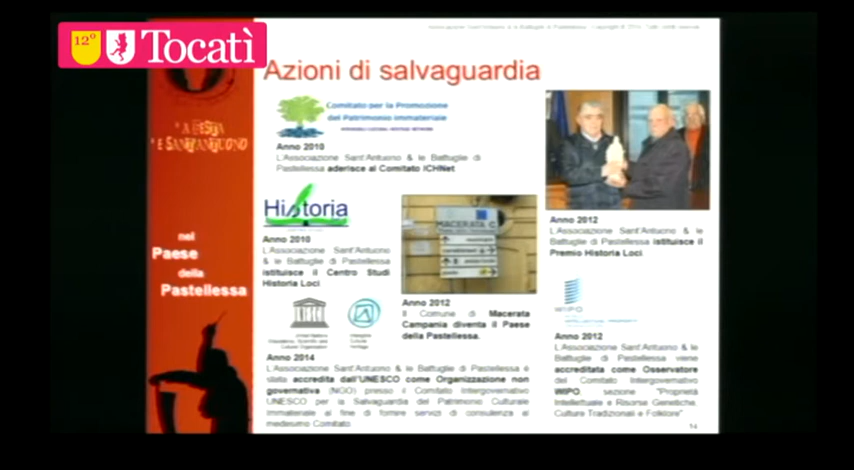 12°
Tocatì
Azioni di salvaguardia
'A FESTA
'E SANT'ANTUONO
nel
Paese
della
Pastellessa
Comitato per la Promozione
del Patrimonio immateriale
Anno 2010
L'Associazione Sant'Antuono & le Battuglie di
Pastellessa aderisce al Comitato ICHNet
Historia
Anno 2010
L'Associazione Sant'Antuono
& le Battuglie di Pastellessa
istituisce il Centro Studi
Historia Loci
MACERATA C
Anno 2012
Il Comune di Macerata
Campania diventa il Paese
della Pastellessa.
Anno 2012
L'Associazione Sant'Antuono & le
Battuglie di Pastellessa istituisce il
Premio Historia Loci
WIPO
Anno 2012
L'Associazione Sant'Antuono & le
Battuglie di Pastellessa viene
accreditata come Osservatore
del Comitato Intergovernativo
WIPO sezione "Proprietà
Intellettuale e Risorse Genetiche,
Culture Tradizionali e Folklore"
Anno 2014
L'Associazione Sant'Antuono & le Battuglie di Pastellessa è
stata accredita dall'UNESCO come Organizzazione non
governativa (NGO) presso il Comitato Intergovernativo
UNESCO per la Salvaguardia del Patrimonio Culturale
Immateriale al fine di fornire servizi di consulenza al
medesimo Comitato
14